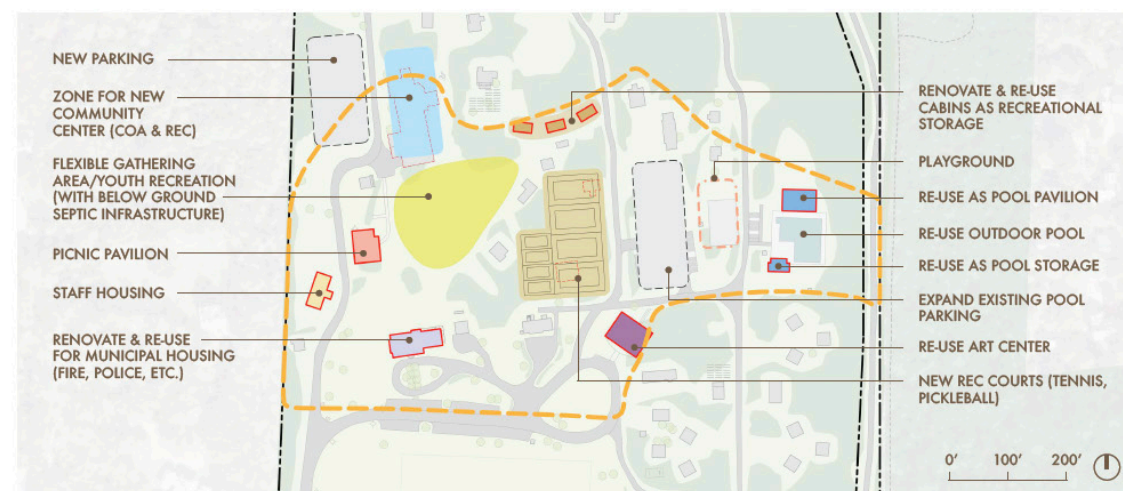 NEW PARKING
ZONE FOR NEW
COMMUNITY
CENTER (COA & REC)
FLEXIBLE GATHERING
AREA/YOUTH RECREATION
(WITH BELOW GROUND
SEPTIC INFRASTRUCTURE)
PICNIC PAVILION
STAFF HOUSING
RENOVATE & RE-USE
FOR MUNICIPAL HOUSING
(FIRE, POLICE, ETC.)
RENOVATE & RE-USE
CABINS AS RECREATIONAL
STORAGE
PLAYGROUND
RE-USE AS POOL PAVILION
RE-USE OUTDOOR POOL
RE-USE AS POOL STORAGE
EXPAND EXISTING POOL
PARKING
RE-USE ART CENTER
NEW REC COURTS (TENNIS,
PICKLEBALL)
0' 100' 200'